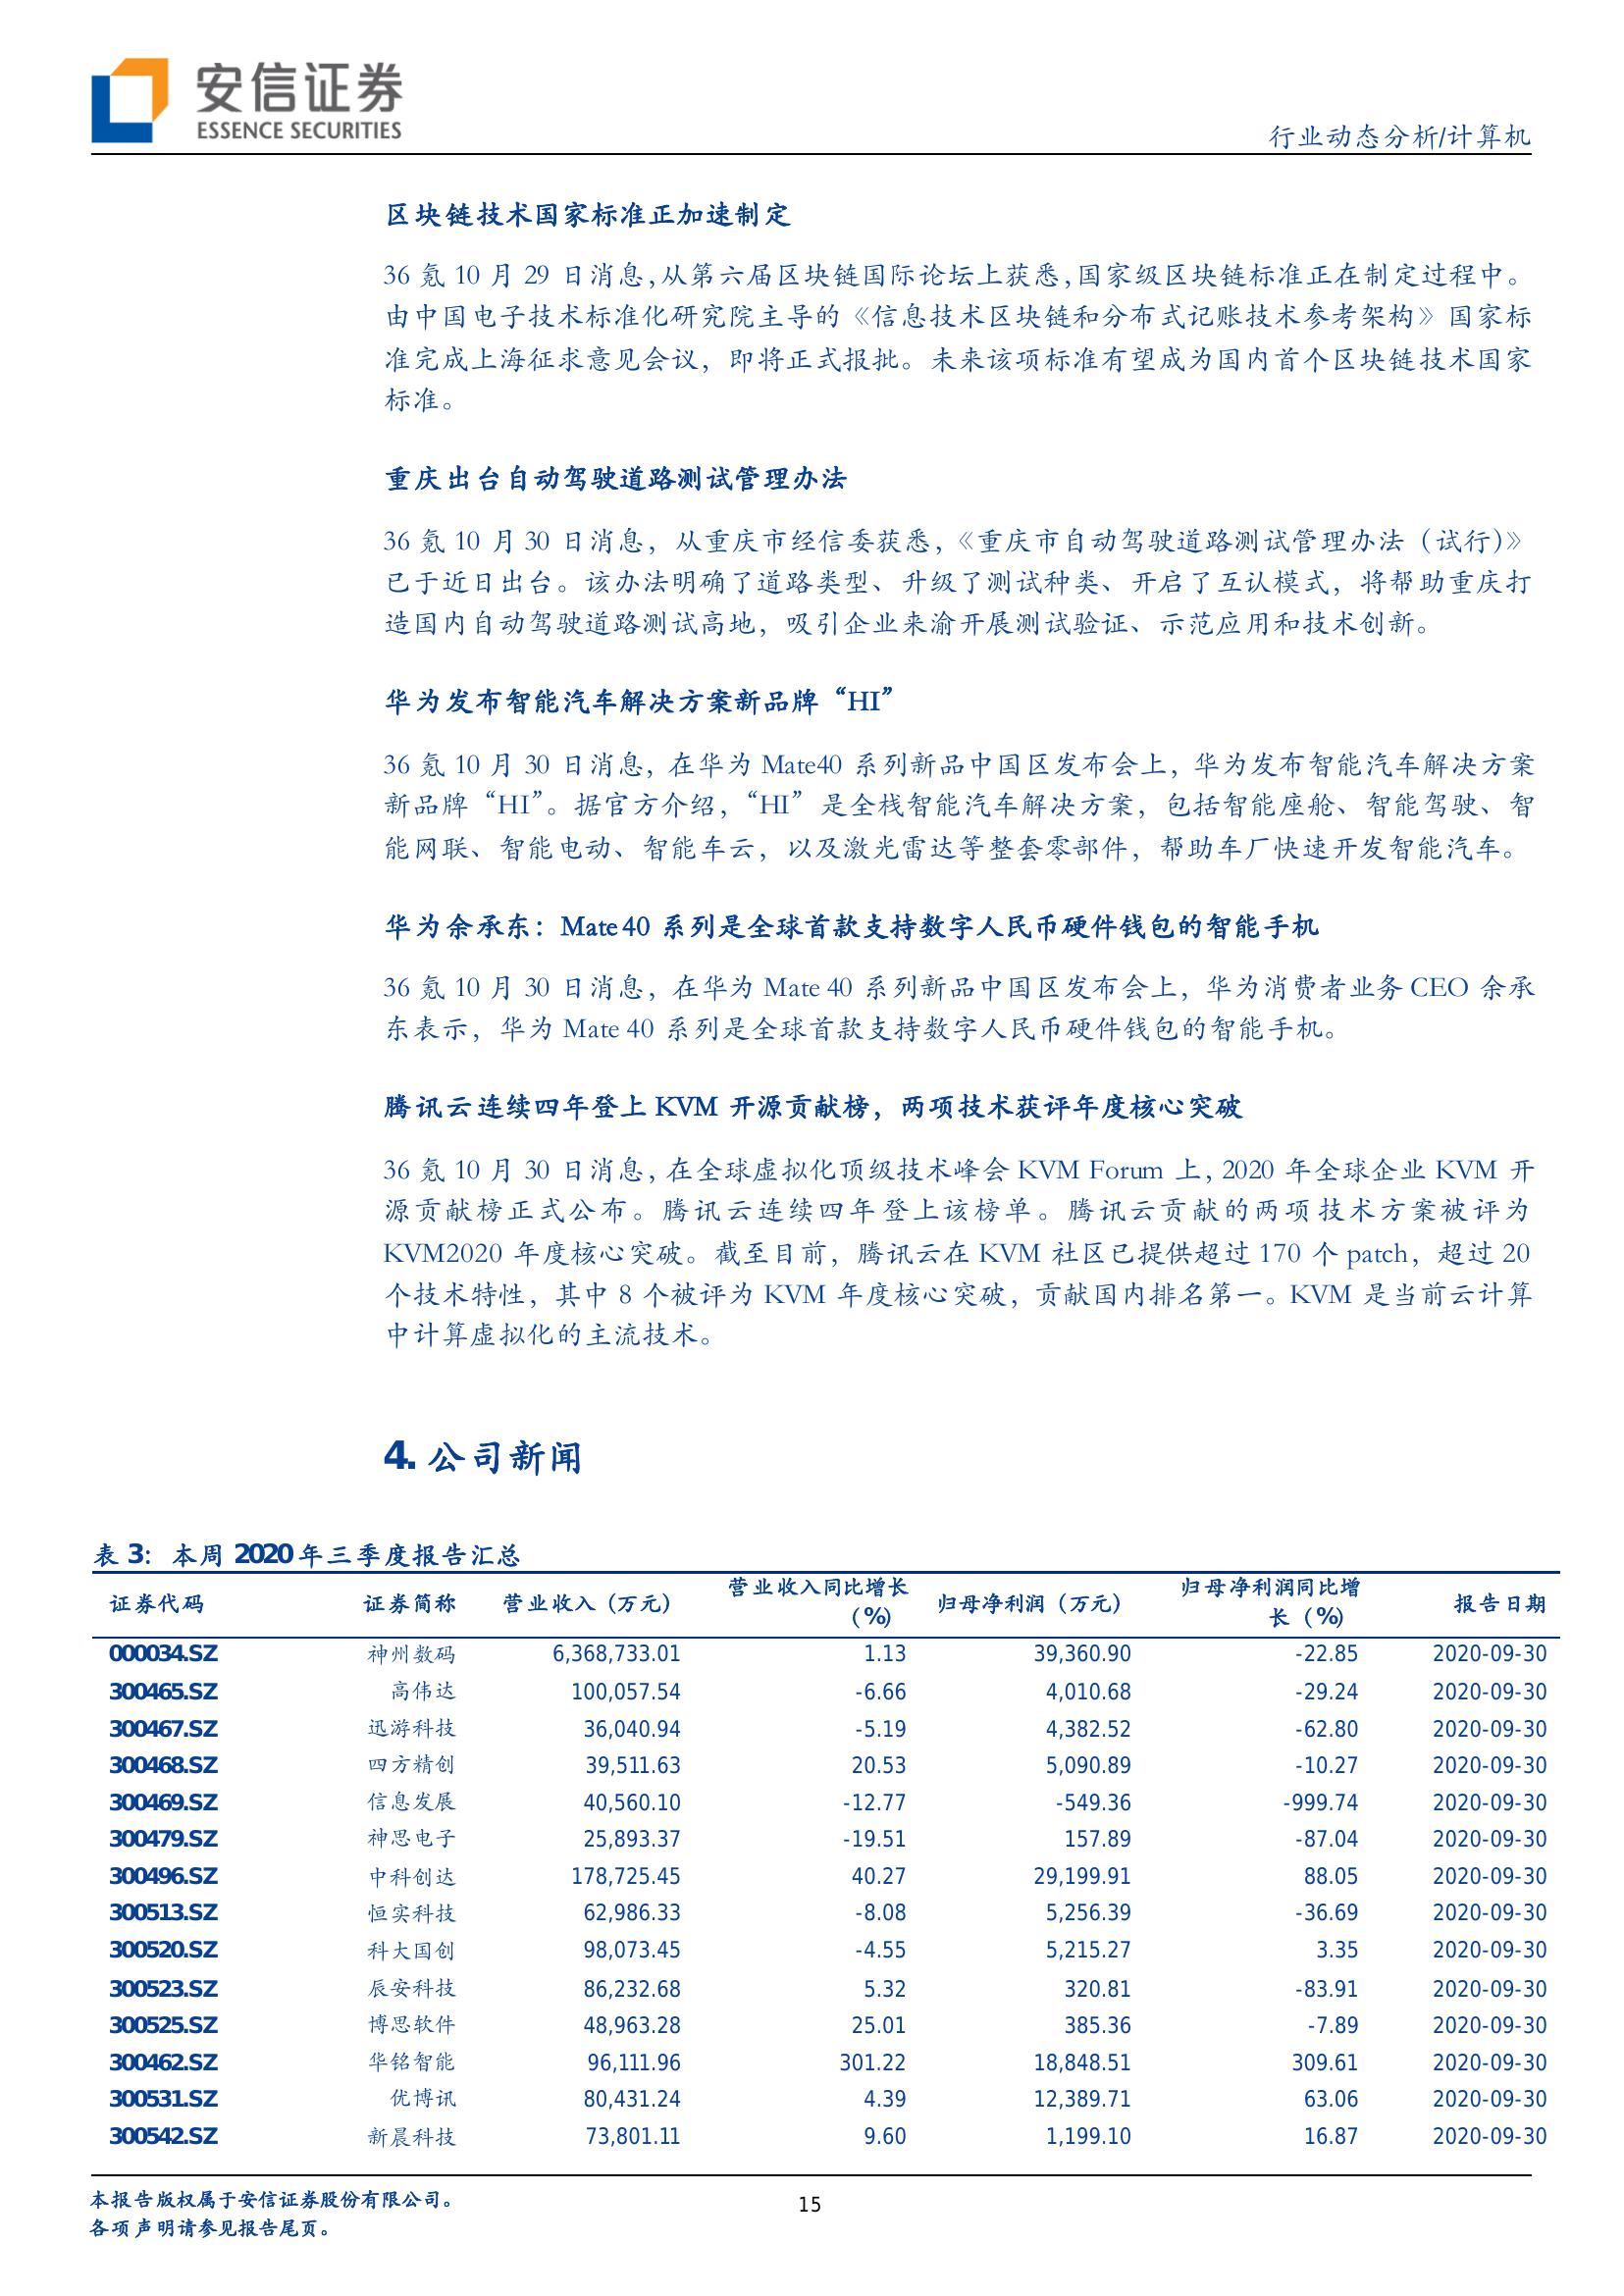 安信证券
ESSENCE SECURITIES
行业动态分析/计算机
区块链技术国家标准正加速制定
36 氪 10 月 29 日消息,从第六届区块链国际论坛上获悉,国家级区块链标准正在制定过程中。
由中国电子技术标准化研究院主导的《信息技术区块链和分布式记账技术参考架构》国家标
准完成上海征求意见会议，即将正式报批。未来该项标准有望成为国内首个区块链技术国家
标准。
重庆出台自动驾驶道路测试管理办法
36 氪 10 月 30 日消息，从重庆市经信委获悉，《重庆市自动驾驶道路测试管理办法（试行）》
已于近日出台。该办法明确了道路类型、升级了测试种类、开启了互认模式，将帮助重庆打
造国内自动驾驶道路测试高地，吸引企业来渝开展测试验证、示范应用和技术创新。
华为发布智能汽车解决方案新品牌“HI”
36 氪 10 月 30 日消息，在华为 Mate40 系列新品中国区发布会上，华为发布智能汽车解决方案
新品牌“HI”。据官方介绍，“HI”是全栈智能汽车解决方案，包括智能座舱、智能驾驶、智
能网联、智能电动、智能车云，以及激光雷达等整套零部件，帮助车厂快速开发智能汽车。
华为余承东：Mate 40 系列是全球首款支持数字人民币硬件钱包的智能手机
36 氪 10 月 30 日消息，在华为 Mate 40 系列新品中国区发布会上，华为消费者业务 CEO 余承
东表示，华为 Mate 40 系列是全球首款支持数字人民币硬件钱包的智能手机。
腾讯云连续四年登上 KVM 开源贡献榜，两项技术获评年度核心突破
36 氪 10 月 30 日消息，在全球虚拟化顶级技术峰会 KVM Forum 上，2020 年全球企业 KVM 开
源贡献榜正式公布。腾讯云连续四年登上该榜单。腾讯云贡献的两项技术方案被评为
KVM2020 年度核心突破。截至目前，腾讯云在 KVM 社区已提供超过 170 个 patch，超过 20
个技术特性，其中 8 个被评为 KVM 年度核心突破，贡献国内排名第一。KVM 是当前云计算
中计算虚拟化的主流技术。
4. 公司新闻
表 3：本周 2020 年三季度报告汇总
证券代码 证券简称 营业收入（万元） 营业收入同比增长（%） 归母净利润（万元） 归母净利润同比增长（%） 报告日期
000034.SZ 神州数码 6,368,733.01 1.13 39,360.90 -22.85 2020-09-30
300465.SZ 高伟达 100,057.54 -6.66 4,010.68 -29.24 2020-09-30
300467.SZ 迅游科技 36,040.94 -5.19 4,382.52 -62.80 2020-09-30
300468.SZ 四方精创 39,511.63 20.53 5,090.89 -10.27 2020-09-30
300469.SZ 信息发展 40,560.10 -12.77 -549.36 -999.74 2020-09-30
300479.SZ 神思电子 25,893.37 -19.51 157.89 -87.04 2020-09-30
300496.SZ 中科创达 178,725.45 40.27 29,199.91 88.05 2020-09-30
300513.SZ 恒实科技 62,986.33 -8.08 5,256.39 -36.69 2020-09-30
300520.SZ 科大国创 98,073.45 -4.55 5,215.27 3.35 2020-09-30
300523.SZ 辰安科技 86,232.68 5.32 320.81 -83.91 2020-09-30
300525.SZ 博思软件 48,963.28 25.01 385.36 -7.89 2020-09-30
300462.SZ 华铭智能 96,111.96 301.22 18,848.51 309.61 2020-09-30
300531.SZ 优博讯 80,431.24 4.39 12,389.71 63.06 2020-09-30
300542.SZ 新晨科技 73,801.11 9.60 1,199.10 16.87 2020-09-30
本报告版权属于安信证券股份有限公司。
各项声明请参见报告尾页。
15